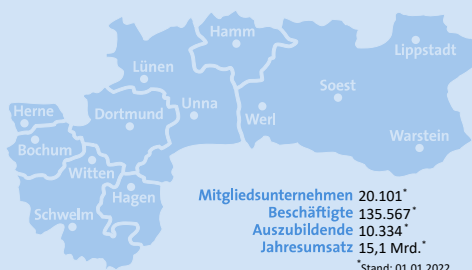 Hamm
Lippstadt
Lünen
Soest
Herne
Dortmund
Unna
Werl
Bochum
Warstein
Witten
Hagen
Schwelm
Mitgliedsunternehmen 20.101*
Beschäftigte 135.567*
Auszubildende 10.334*
Jahresumsatz 15,1 Mrd.*
*Stand: 01.01.2022